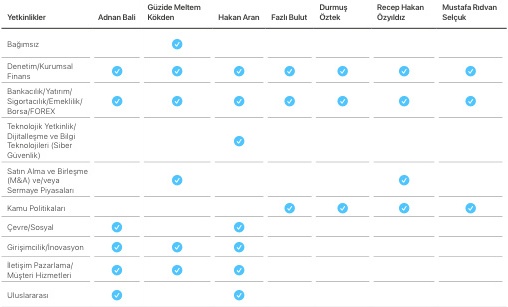 Yetkinlikler Adnan Bali Güzide Meltem Kökden Hakan Aran Fazlı Bulut Durmuş Öztek Recep Hakan Özyıldız Mustafa Rıdvan Selçuk
Bağımsız
Denetim/Kurumsal
Finans
Bankacılık/Yatırım/
Sigortacılık/Emeklilik/
Borsa/FOREX
Teknolojik Yetkinlik/
Dijitalleşme ve Bilgi
Teknolojileri (Siber
Güvenlik)
Satın Alma ve Birleşme
(M&A) ve/veya
Sermaye Piyasaları
Kamu Politikaları
Çevre/Sosyal
Girişimcilik/İnovasyon
İletişim Pazarlama/
Müşteri Hizmetleri
Uluslararası